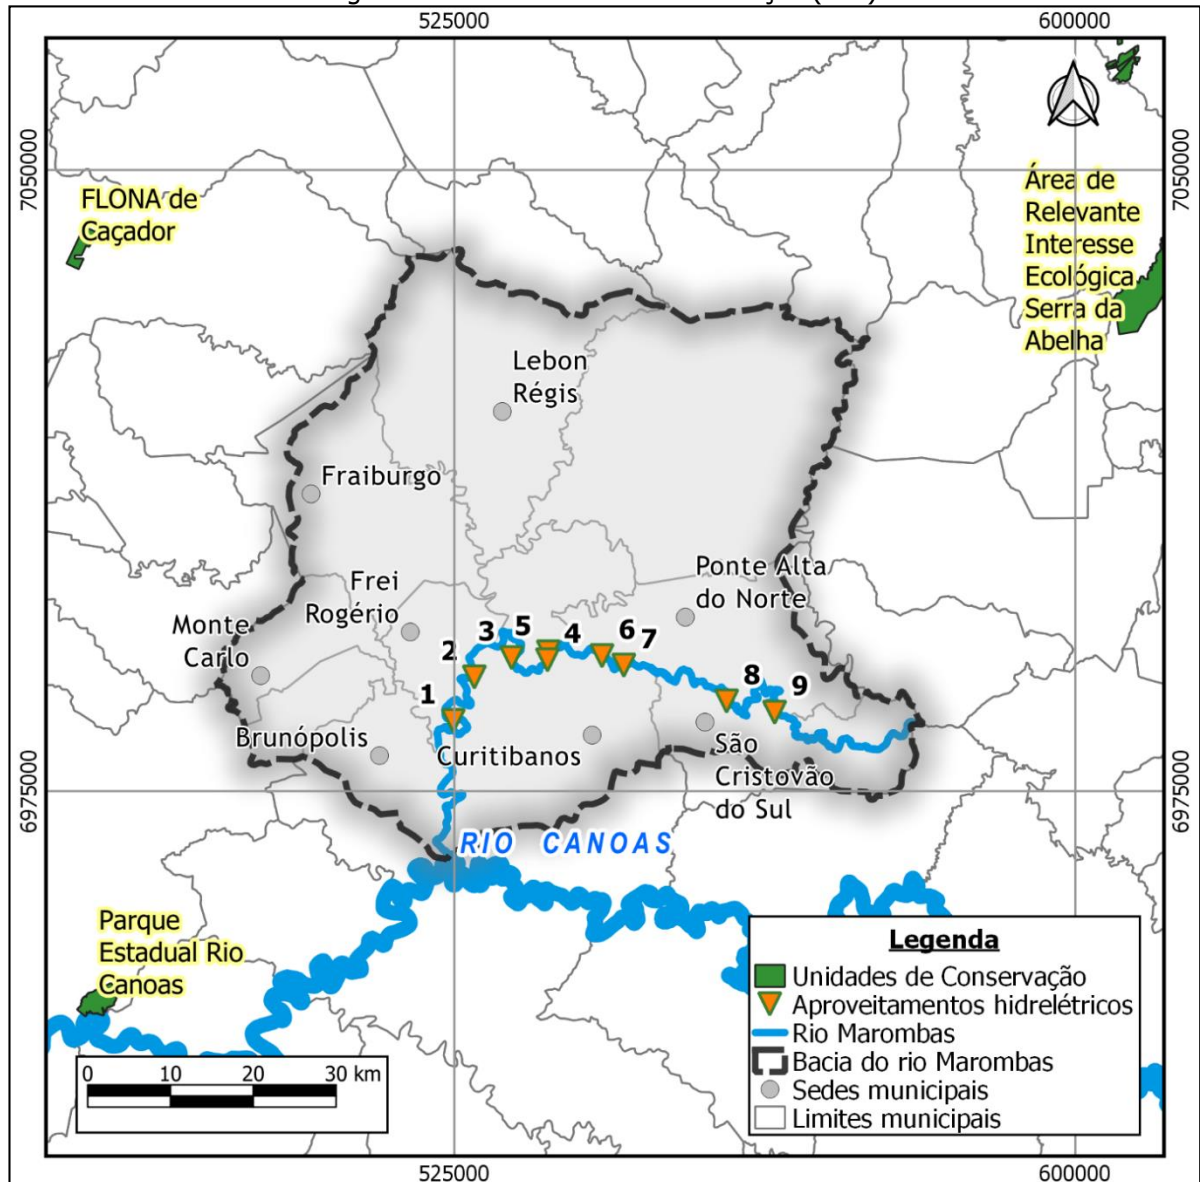 525000
600000
7050000
7050000
FLONA de
Caçador
Área de
Relevante
Interesse
Ecológica
Serra da
Abelha
Lebon
Régis
Fraiburgo
Ponte Alta
do Norte
Frei
Rogério
Monte
Carlo
1
2
3
5
4
6
7
8
9
Brunópolis
Curitibanos
São
Cristovão
do Sul
6975000
6975000
RIO CANOAS
Parque
Estadual Rio
Canoas
Legenda
Unidades de Conservação
Aproveitamentos hidrelétricos
Rio Marombas
Bacia do rio Marombas
Sedes municipais
Limites municipais
0 10 20 30 km
525000
600000